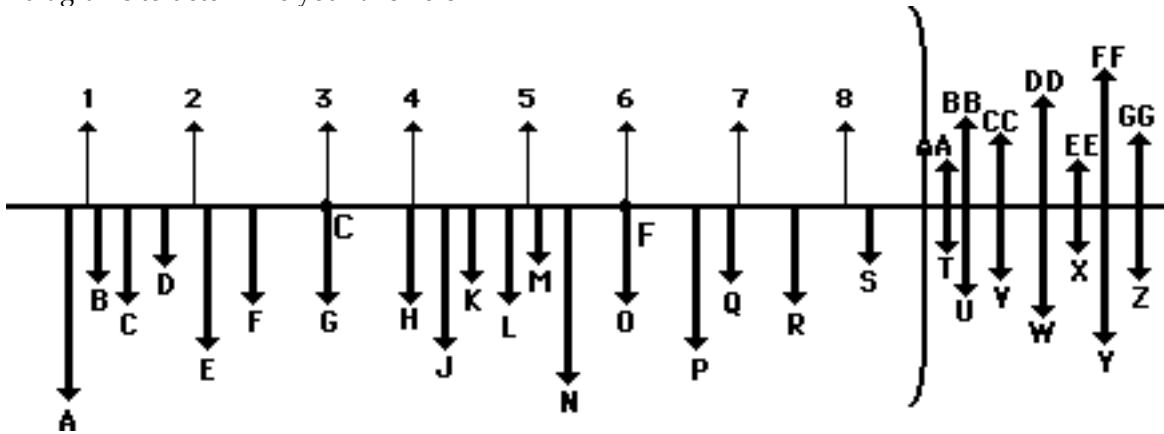 FF
DD
1 2 3 4 5 6 7 8 BB
CC GG
AA EE
C F
T X
B D K M Q S V Z
C F G H L O R U W
E J P Y
N
A